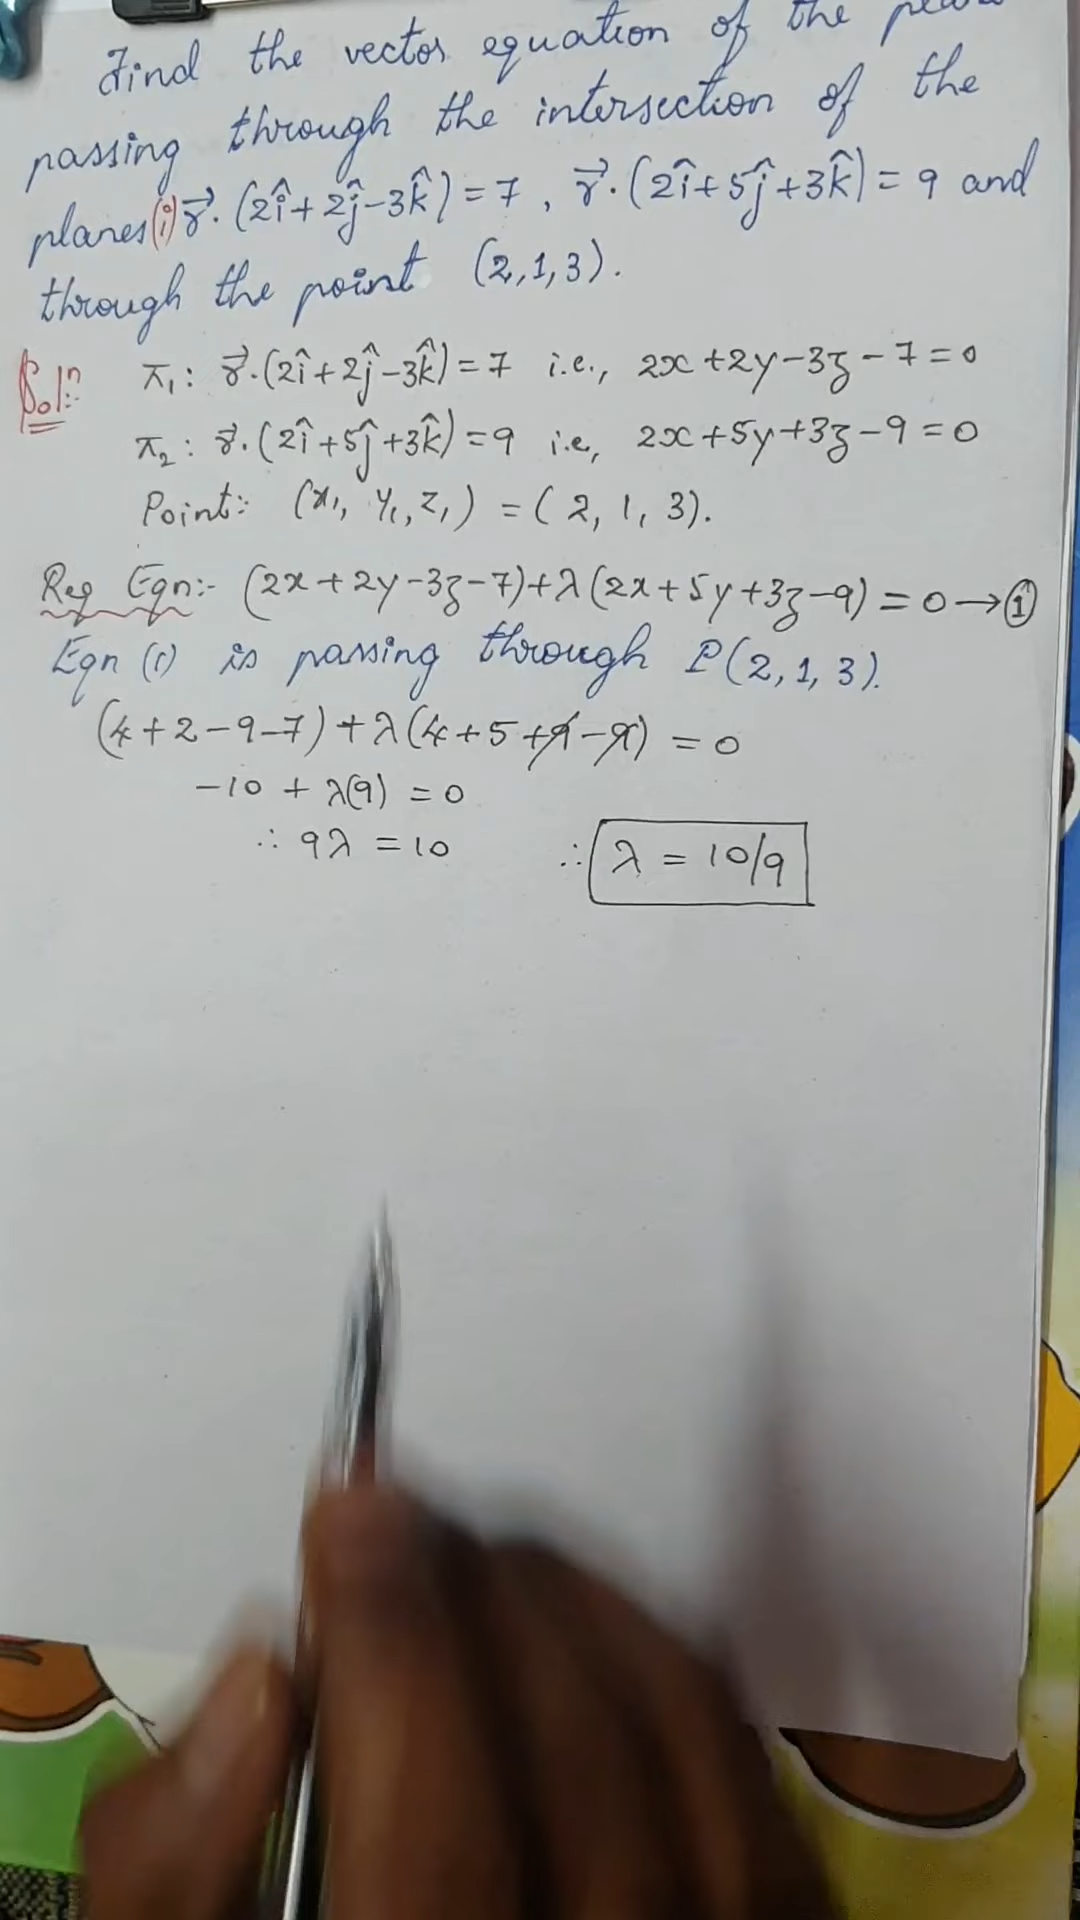 Find the vector equation of the
passing through the intersection of the
planes (i) r⃗. (2î+2ĵ-3k̂) = 7, r⃗. (2î+5ĵ+3k̂) = 9 and
through the point (2,1,3).
Sol:n π₁ : r⃗.(2î+2ĵ-3k̂)=7 i.e., 2x+2y-3z-7=0
π₂ : r⃗.(2î+5ĵ+3k̂)=9 i.e, 2x+5y+3z-9=0
Point:- (x₁, y₁, z₁) = (2, 1, 3).
Req Eqn:- (2x+2y-3z-7)+λ(2x+5y+3z-9)=0→①
Eqn (1) is passing through P(2,1,3).
(4+2-9-7)+λ(4+5+9-9) = 0
-10 + λ(9) = 0
∴ 9λ = 10 ∴ λ = 10/9